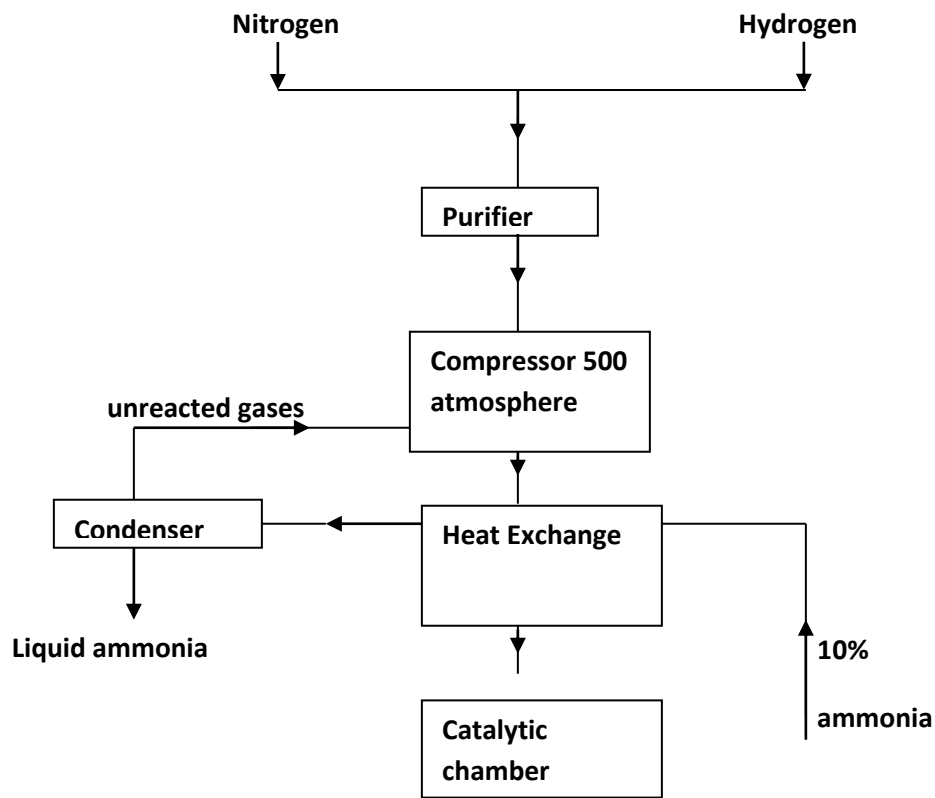 Nitrogen
Hydrogen
Purifier
Compressor 500
atmosphere
unreacted gases
Condenser
Heat Exchange
Liquid ammonia
10%
ammonia
Catalytic
chamber